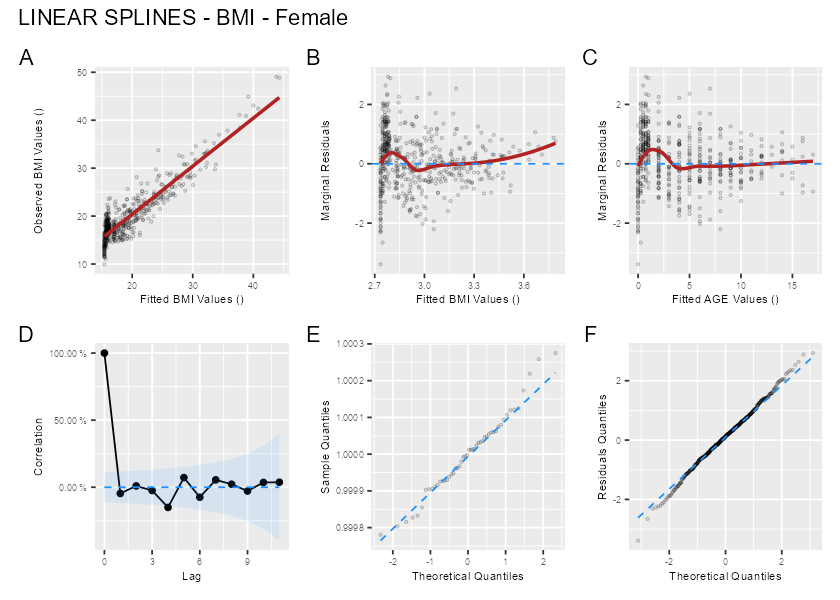 LINEAR SPLINES - BMI - Female
A
50
40
30
20
10
20
30
40
Observed BMI Values ()
Fitted BMI Values ()
B
2
0
-2
2.7
3.0
3.3
3.6
Marginal Residuals
Fitted BMI Values ()
C
2
0
-2
0
5
10
15
Marginal Residuals
Fitted AGE Values ()
D
100.00 %
50.00 %
0.00 %
0
3
6
9
Correlation
Lag
E
1.0003
1.0002
1.0001
1.0000
0.9999
0.9998
-2
-1
0
1
2
Sample Quantiles
Theoretical Quantiles
F
2
0
-2
-2
0
2
Residuals Quantiles
Theoretical Quantiles